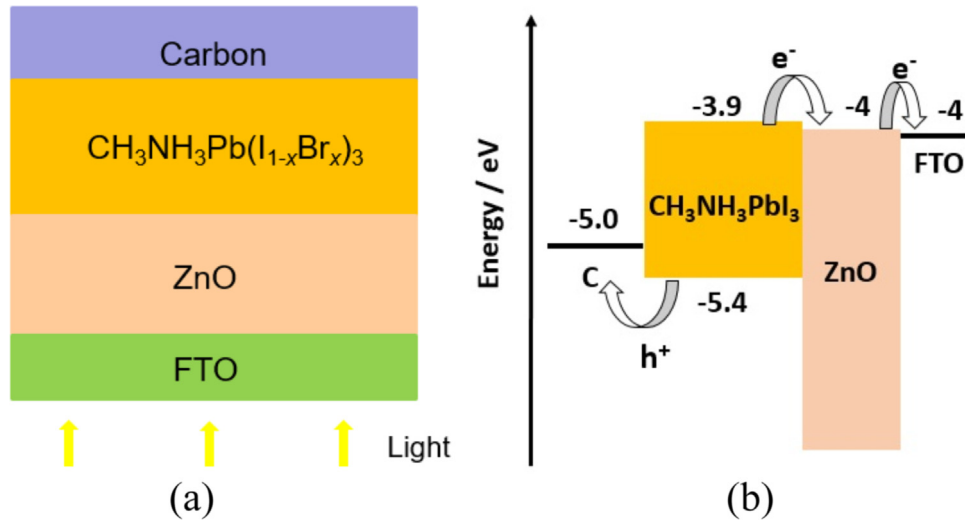 Carbon
CH₃NH₃Pb(I₁₋ₓBrₓ)₃
ZnO
FTO
Light
(a)
Energy / eV
e⁻
e⁻
-3.9
-4
-4
FTO
CH₃NH₃PbI₃
-5.0
ZnO
C
-5.4
h⁺
(b)